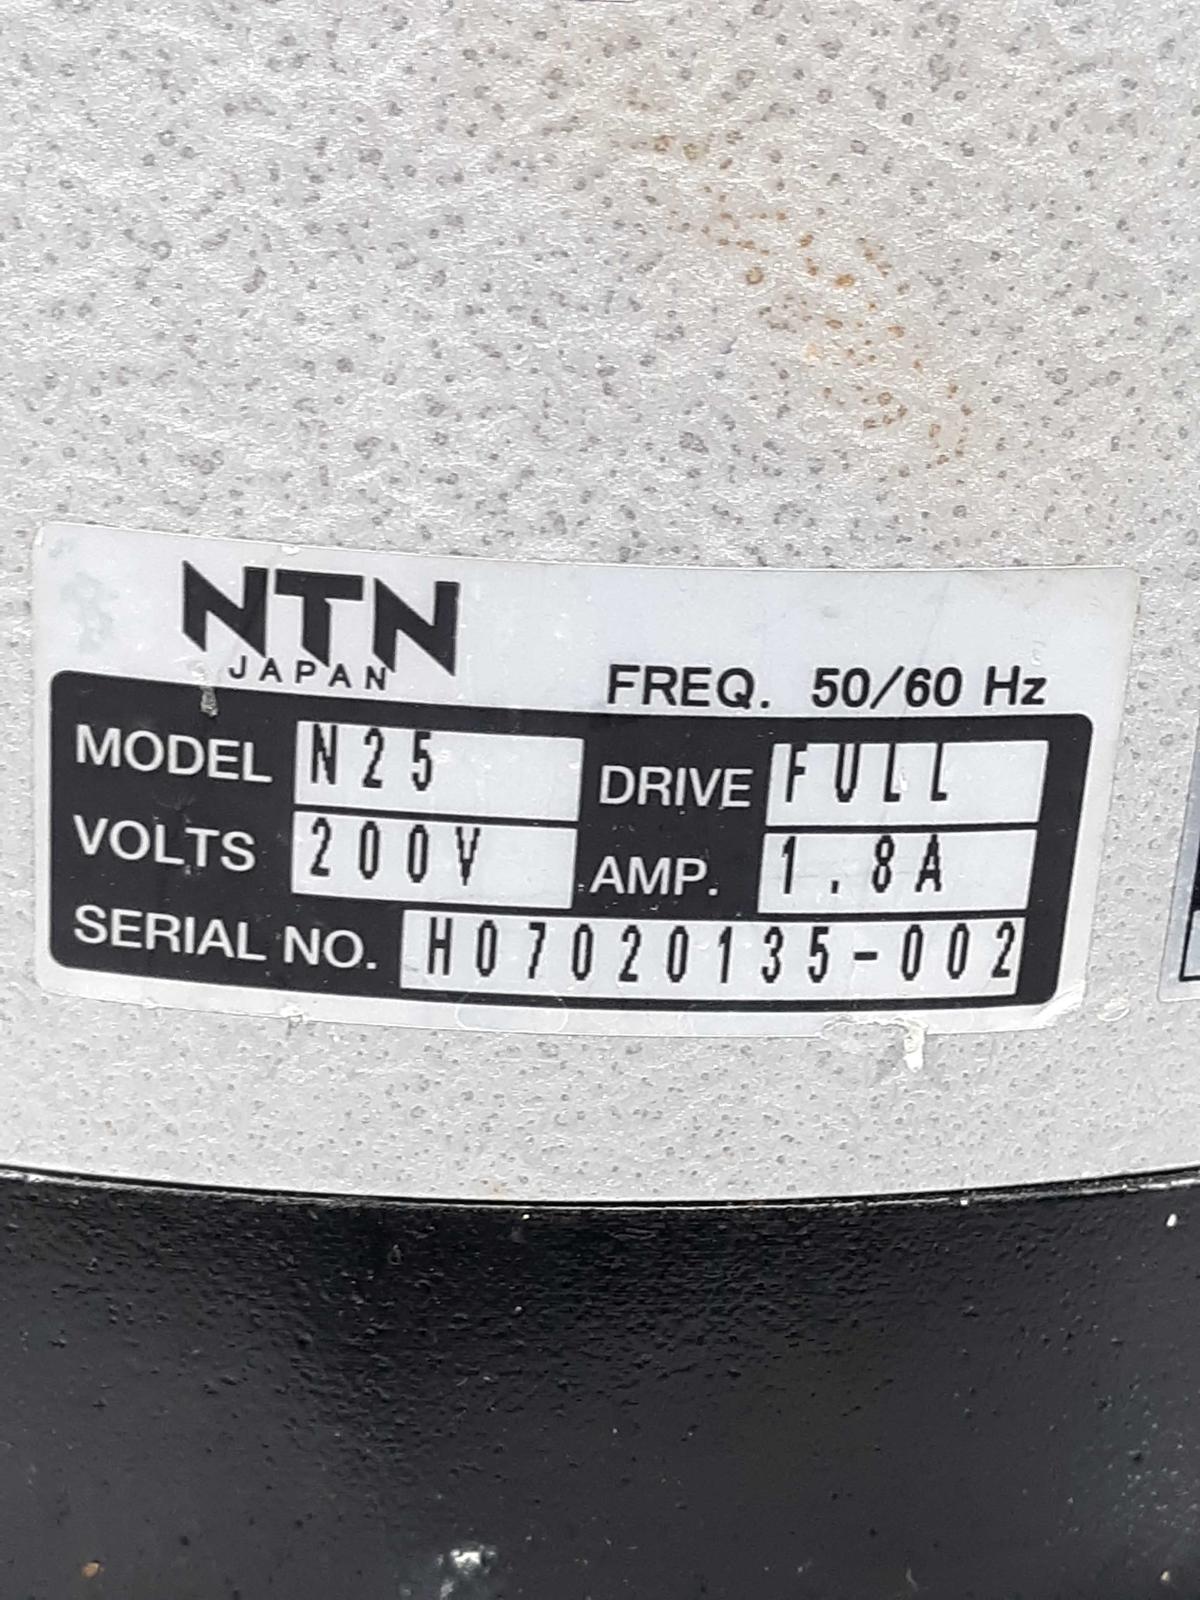 NTN
JAPAN
FREQ. 50/60 Hz
MODEL N25 DRIVE FULL
VOLTS 200V AMP. 1.8A
SERIAL NO. H07020135-002